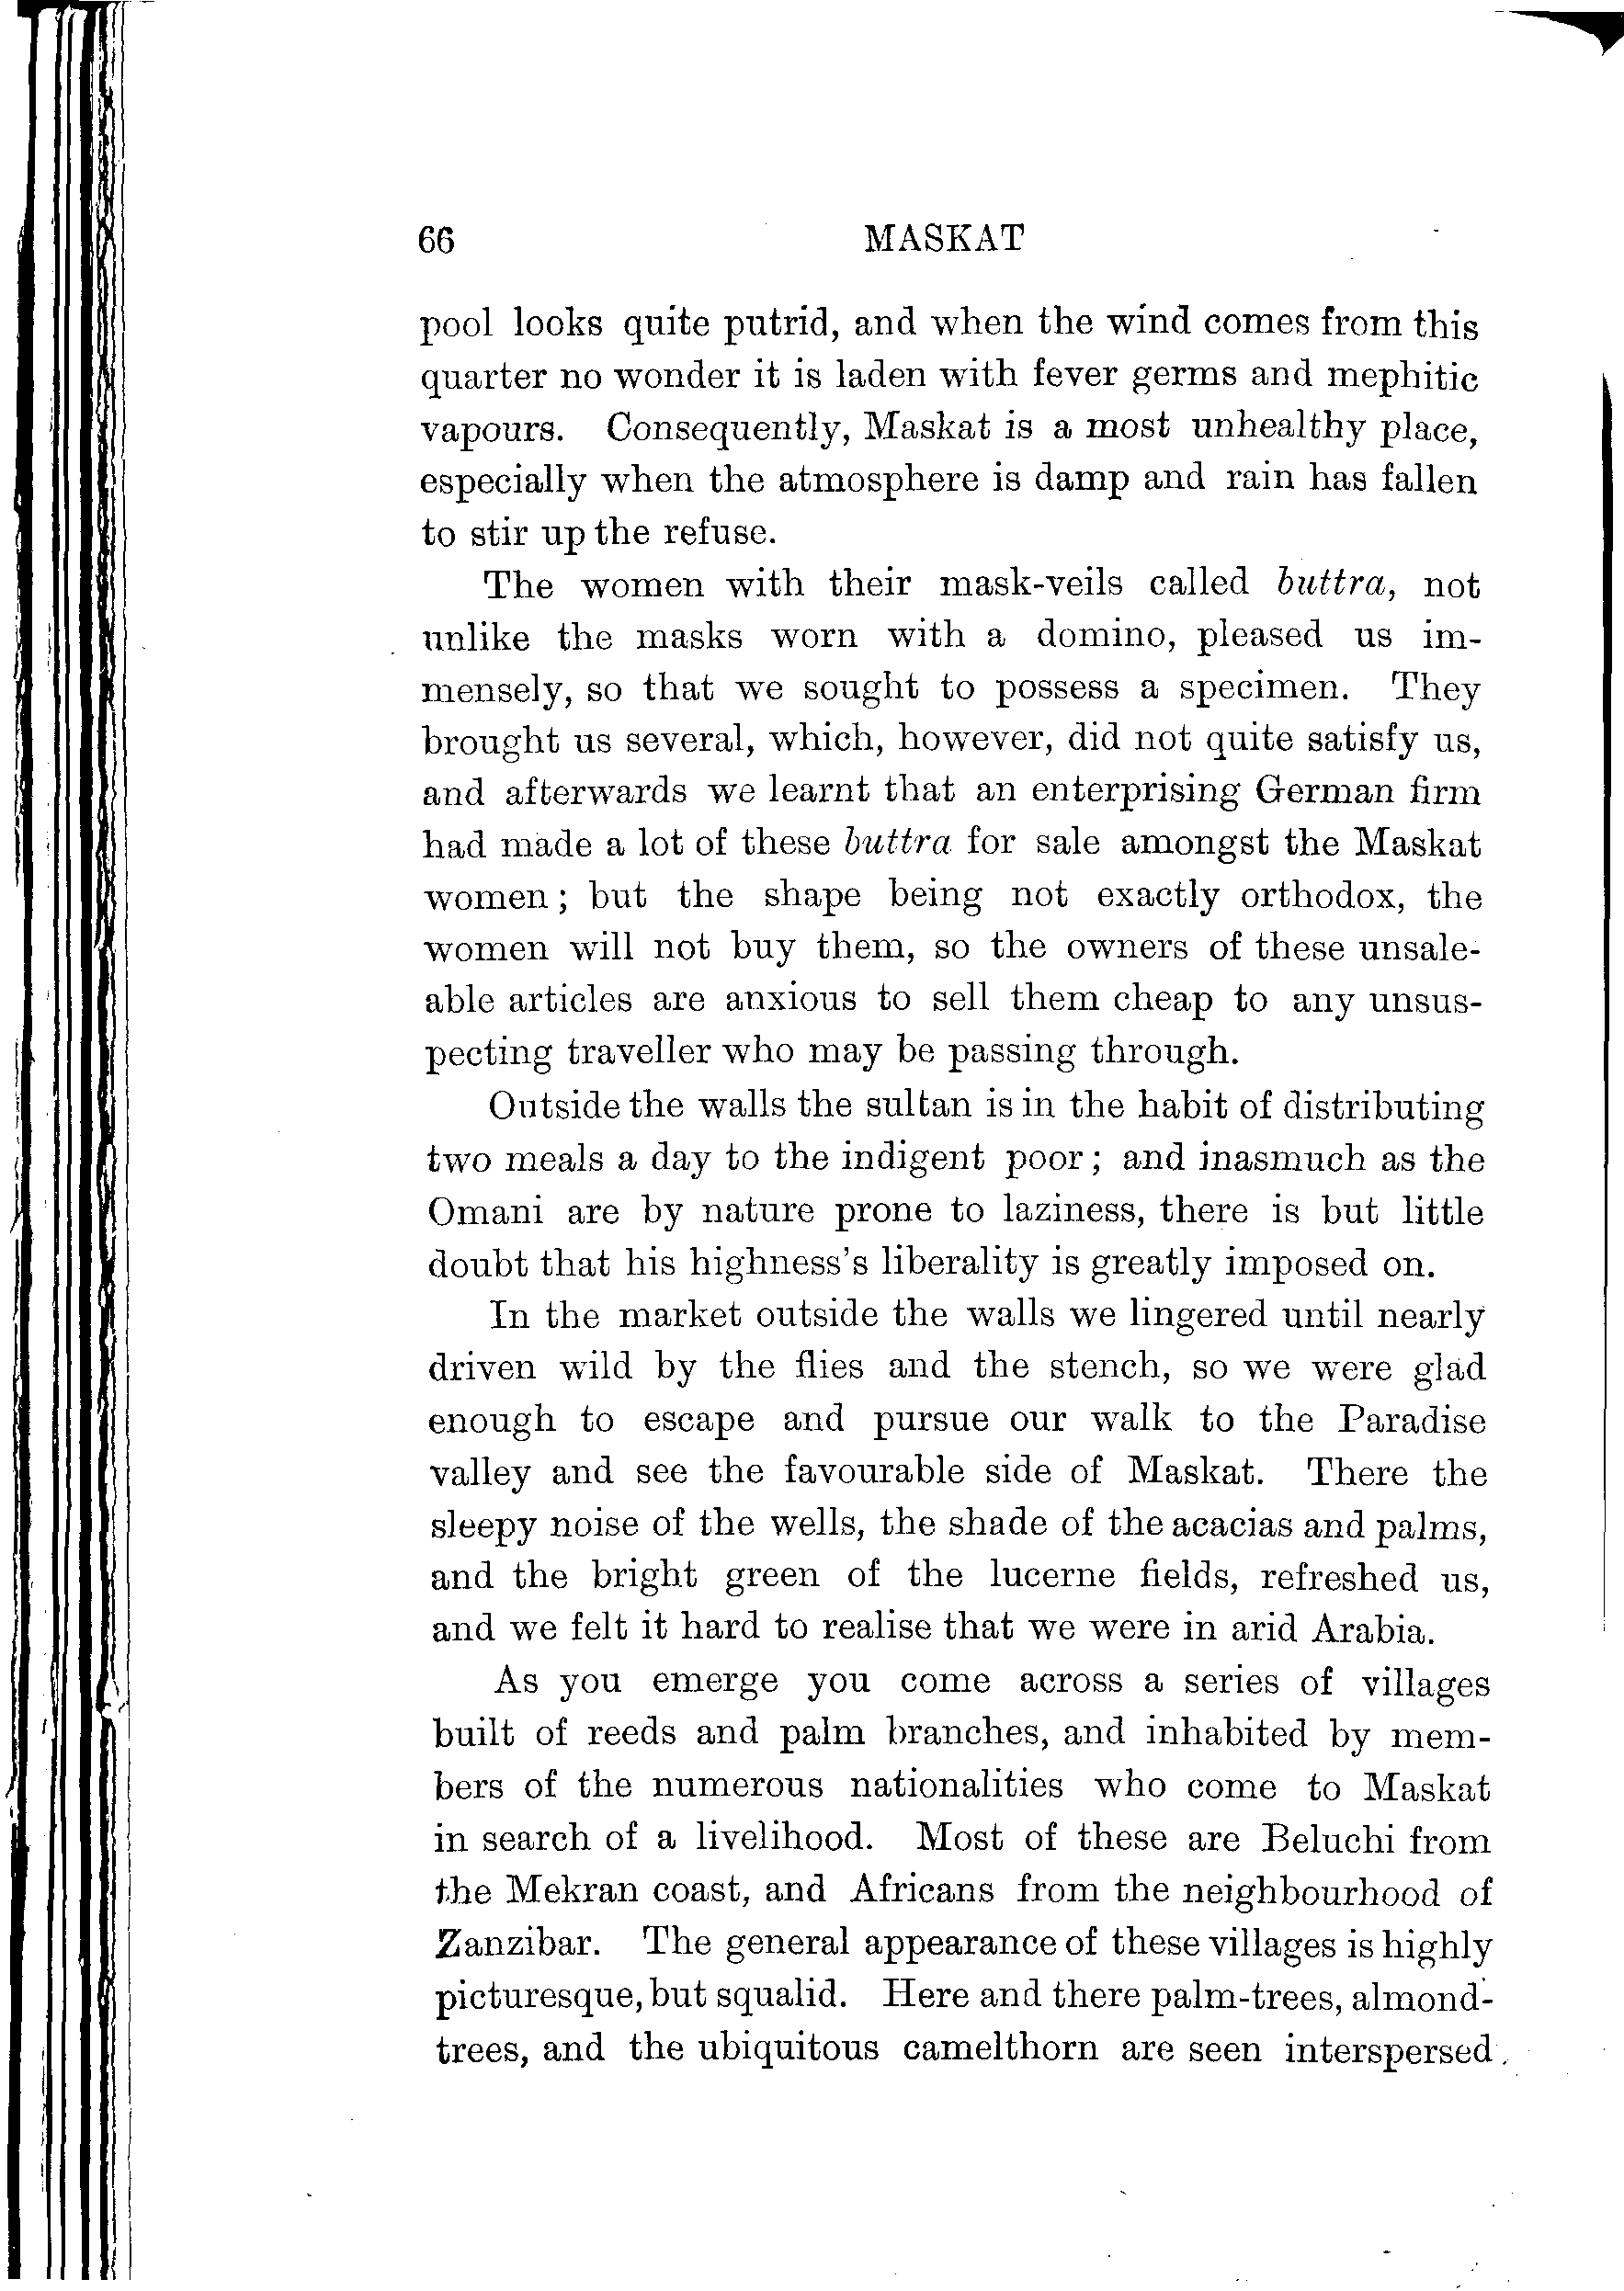 66 MASKAT
pool looks quite putrid, and when the wind comes from this
quarter no wonder it is laden with fever germs and mephitic
vapours. Consequently, Maskat is a most unhealthy place,
especially when the atmosphere is damp and rain has fallen
to stir up the refuse.
The women with their mask-veils called buttra, not
unlike the masks worn with a domino, pleased us im-
mensely, so that we sought to possess a specimen. They
brought us several, which, however, did not quite satisfy us,
and afterwards we learnt that an enterprising German firm
had made a lot of these buttra for sale amongst the Maskat
women; but the shape being not exactly orthodox, the
women will not buy them, so the owners of these unsale-
able articles are anxious to sell them cheap to any unsus-
pecting traveller who may be passing through.
Outside the walls the sultan is in the habit of distributing
two meals a day to the indigent poor; and inasmuch as the
Omani are by nature prone to laziness, there is but little
doubt that his highness's liberality is greatly imposed on.
In the market outside the walls we lingered until nearly
driven wild by the flies and the stench, so we were glad
enough to escape and pursue our walk to the Paradise
valley and see the favourable side of Maskat. There the
sleepy noise of the wells, the shade of the acacias and palms,
and the bright green of the lucerne fields, refreshed us,
and we felt it hard to realise that we were in arid Arabia.
As you emerge you come across a series of villages
built of reeds and palm branches, and inhabited by mem-
bers of the numerous nationalities who come to Maskat
in search of a livelihood. Most of these are Beluchi from
the Mekran coast, and Africans from the neighbourhood of
Zanzibar. The general appearance of these villages is highly
picturesque, but squalid. Here and there palm-trees, almond-
trees, and the ubiquitous camelthorn are seen interspersed.